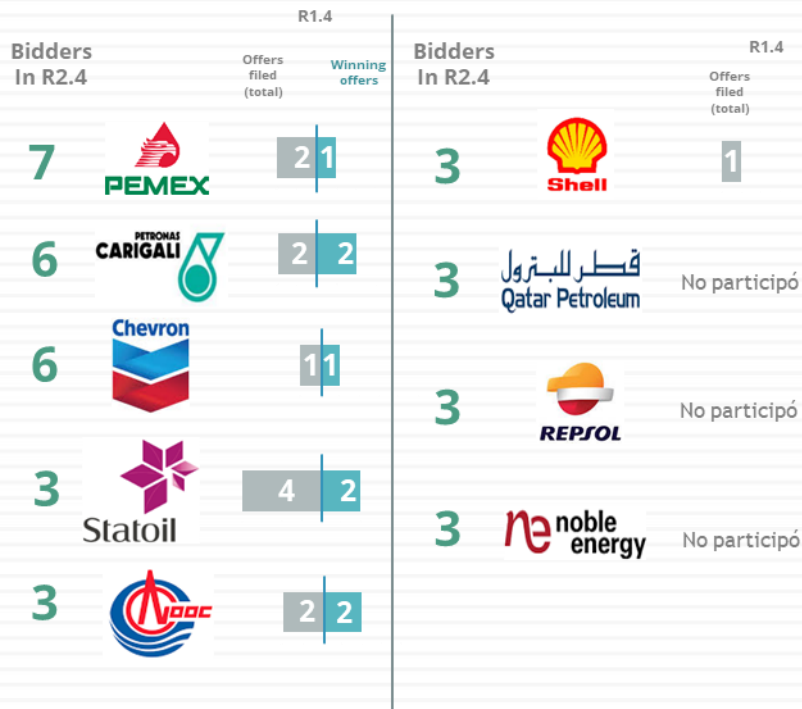 R1.4
Bidders
In R2.4
Offers
filed
(total)
Winning
offers
7
PEMEX
2 1
6
PETRONAS
CARIGALI
2 2
6
Chevron
1 1
3
Statoil
4 2
3
CNOOC
2 2
R1.4
Bidders
In R2.4
Offers
filed
(total)
3
Shell
1
3
قطر للبترول
Qatar Petroleum
No participó
3
REPSOL
No participó
3
ne noble
energy
No participó